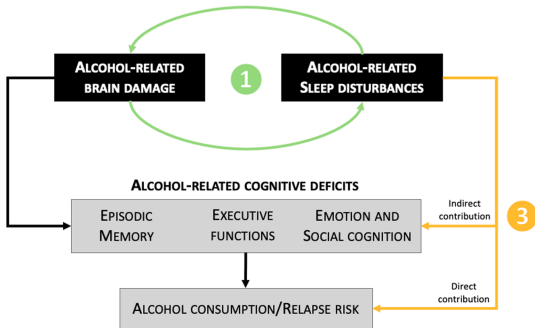 ALCOHOL-RELATED
BRAIN DAMAGE
1
ALCOHOL-RELATED
SLEEP DISTURBANCES
ALCOHOL-RELATED COGNITIVE DEFICITS
EPISODIC
MEMORY
EXECUTIVE
FUNCTIONS
EMOTION AND
SOCIAL COGNITION
Indirect
contribution
3
Direct
contribution
ALCOHOL CONSUMPTION/RELAPSE RISK